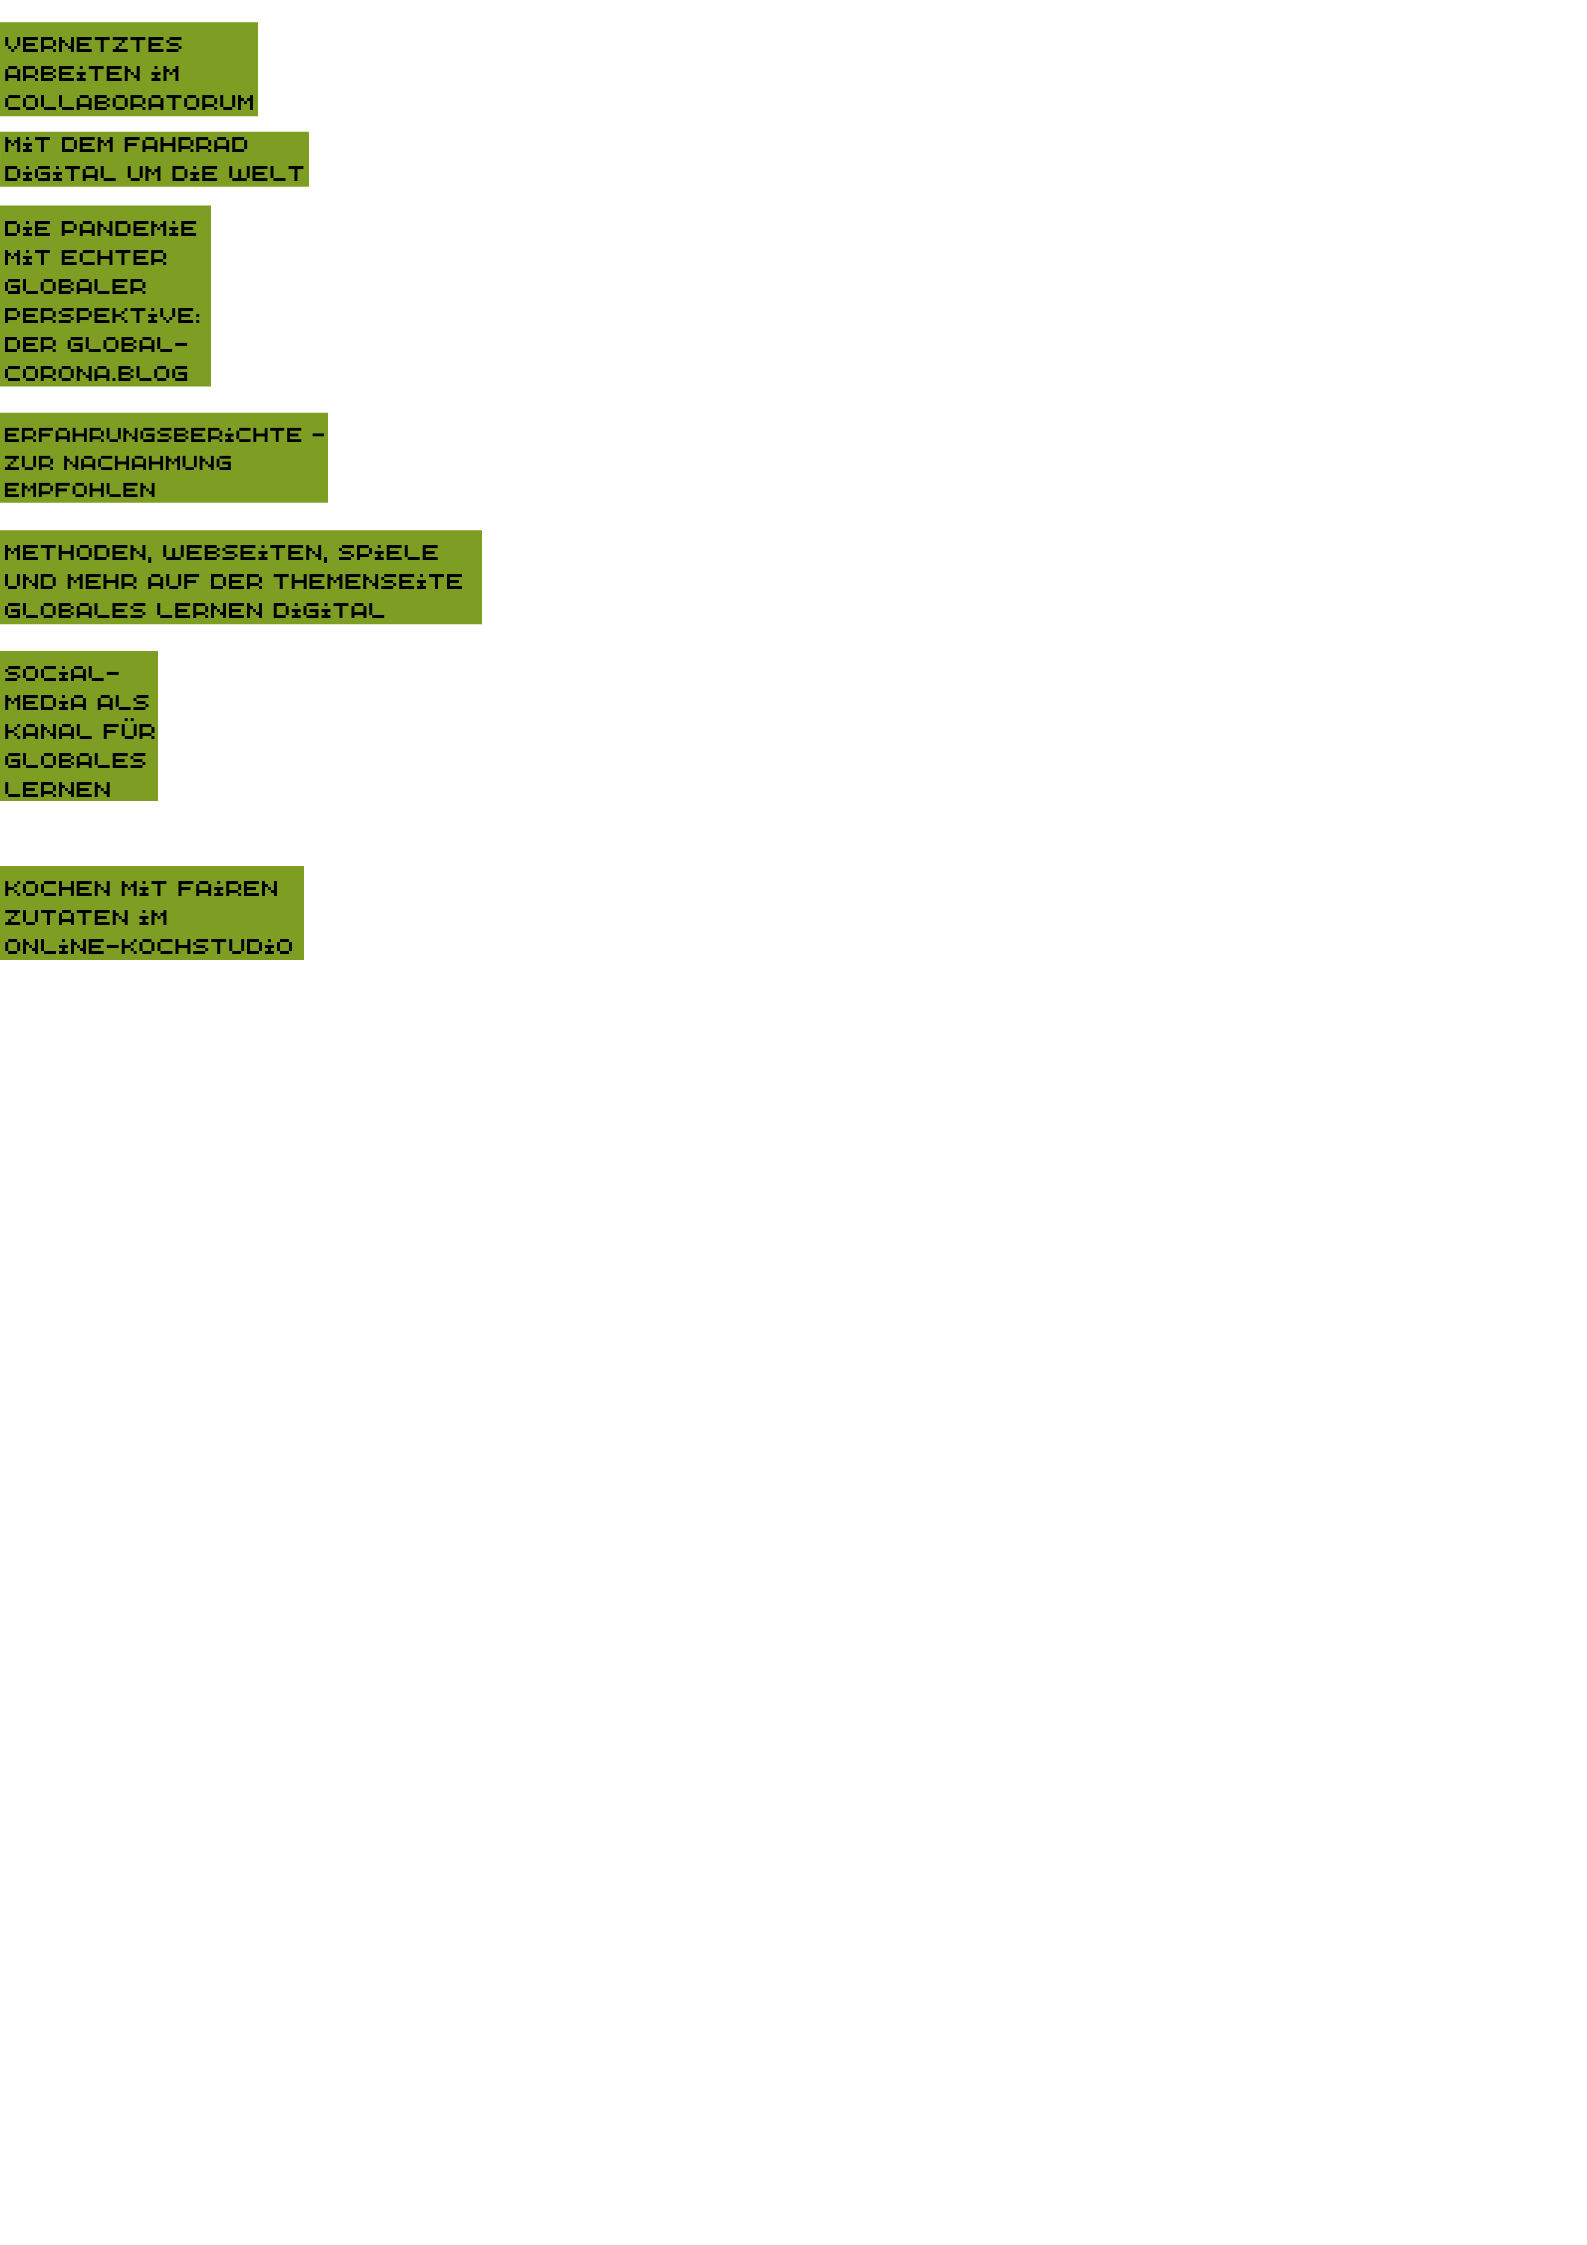 VERNETZTES
ARBEiTEN iM
COLLABORATORUM
MiT DEM FAHRRAD
DiGiTAL UM DiE WELT
DiE PANDEMiE
MiT ECHTER
GLOBALER
PERSPEKTiVE:
DER GLOBAL-
CORONA.BLOG
ERFAHRUNGSBERiCHTE -
ZUR NACHAHMUNG
EMPFOHLEN
METHODEN, WEBSEiTEN, SPiELE
UND MEHR AUF DER THEMENSEiTE
GLOBALES LERNEN DiGiTAL
SOCiAL-
MEDiA ALS
KANAL FÜR
GLOBALES
LERNEN
KOCHEN MiT FAiREN
ZUTATEN iM
ONLiNE-KOCHSTUDiO